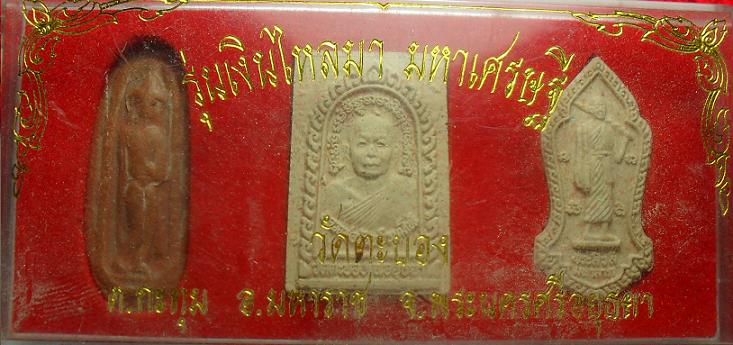 รุ่นเงินไหลมา มหาเศรษฐี
วัดตะบอง
ต.กะทุ่ม อ.มหาราช จ.พระนครศรีอยุธยา